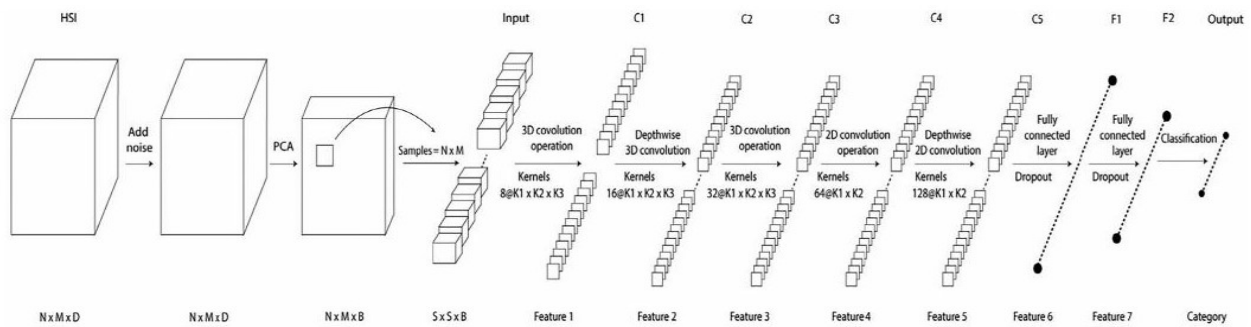 HSI
Input
C1
C2
C3
C4
C5
F1
F2
Output
Add
noise
PCA
Samples = N x M
3D covolution
operation
Kernels
8@K1 x K2 x K3
Depthwise
3D convolution
Kernels
16@K1 x K2 x K3
3D covolution
operation
Kernels
32@K1 x K2 x K3
2D convolution
operation
Kernels
64@K1 x K2
Depthwise
2D convolution
Kernels
128@K1 x K2
Fully
connected
layer
Dropout
Fully
connected
layer
Dropout
Classification
N x M x D
N x M x D
N x M x B
S x S x B
Feature 1
Feature 2
Feature 3
Feature4
Feature 5
Feature 6
Feature 7
Category